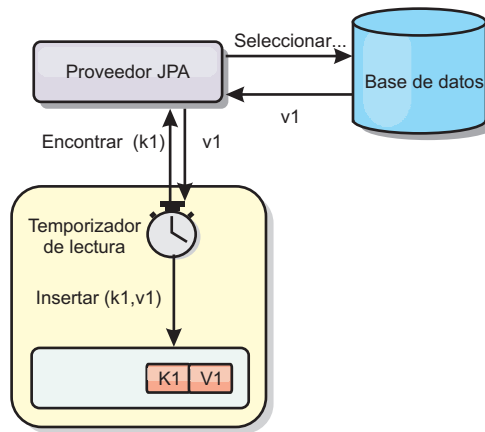 Seleccionar...
Proveedor JPA
Base de datos
v1
Encontrar (k1)
v1
Temporizador
de lectura
Insertar (k1,v1)
K1
V1